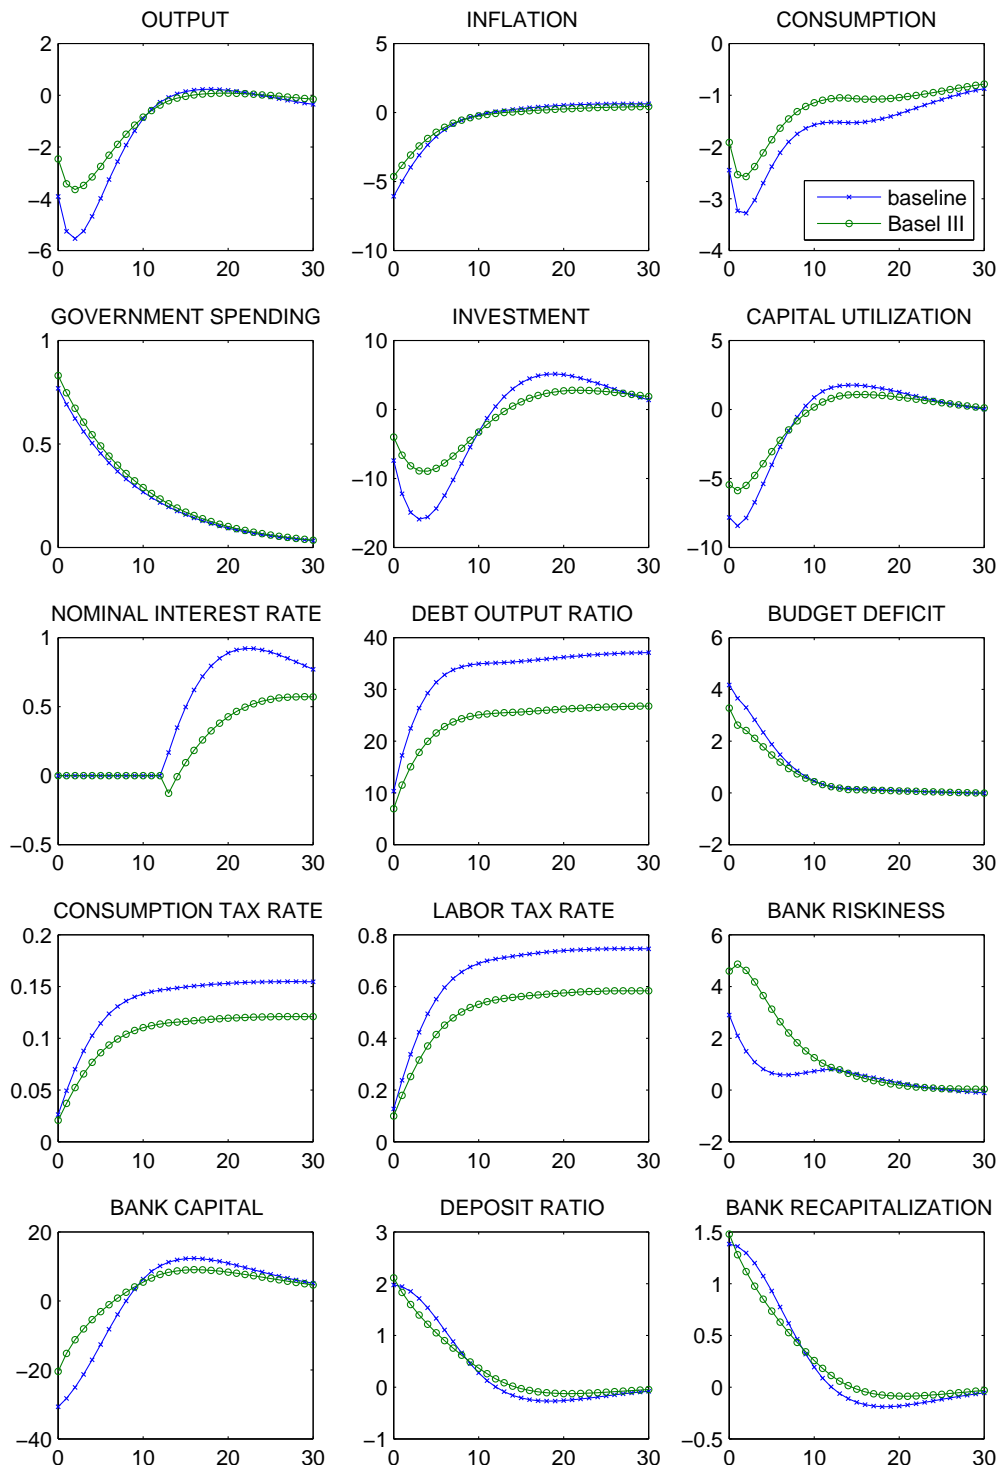 OUTPUT
INFLATION
CONSUMPTION
2
0
−2
−4
−6
0 10 20 30
5
0
−5
−10
0 10 20 30
0
−1
−2
−3
−4
0 10 20 30
baseline
Basel III
GOVERNMENT SPENDING
INVESTMENT
CAPITAL UTILIZATION
1
0.5
0
0 10 20 30
10
0
−10
−20
0 10 20 30
5
0
−5
−10
0 10 20 30
NOMINAL INTEREST RATE
DEBT OUTPUT RATIO
BUDGET DEFICIT
1
0.5
0
−0.5
0 10 20 30
40
30
20
10
0
0 10 20 30
6
4
2
0
−2
0 10 20 30
CONSUMPTION TAX RATE
LABOR TAX RATE
BANK RISKINESS
0.2
0.15
0.1
0.05
0
0 10 20 30
0.8
0.6
0.4
0.2
0
0 10 20 30
6
4
2
0
−2
0 10 20 30
BANK CAPITAL
DEPOSIT RATIO
BANK RECAPITALIZATION
20
0
−20
−40
0 10 20 30
3
2
1
0
−1
0 10 20 30
1.5
1
0.5
0
−0.5
0 10 20 30